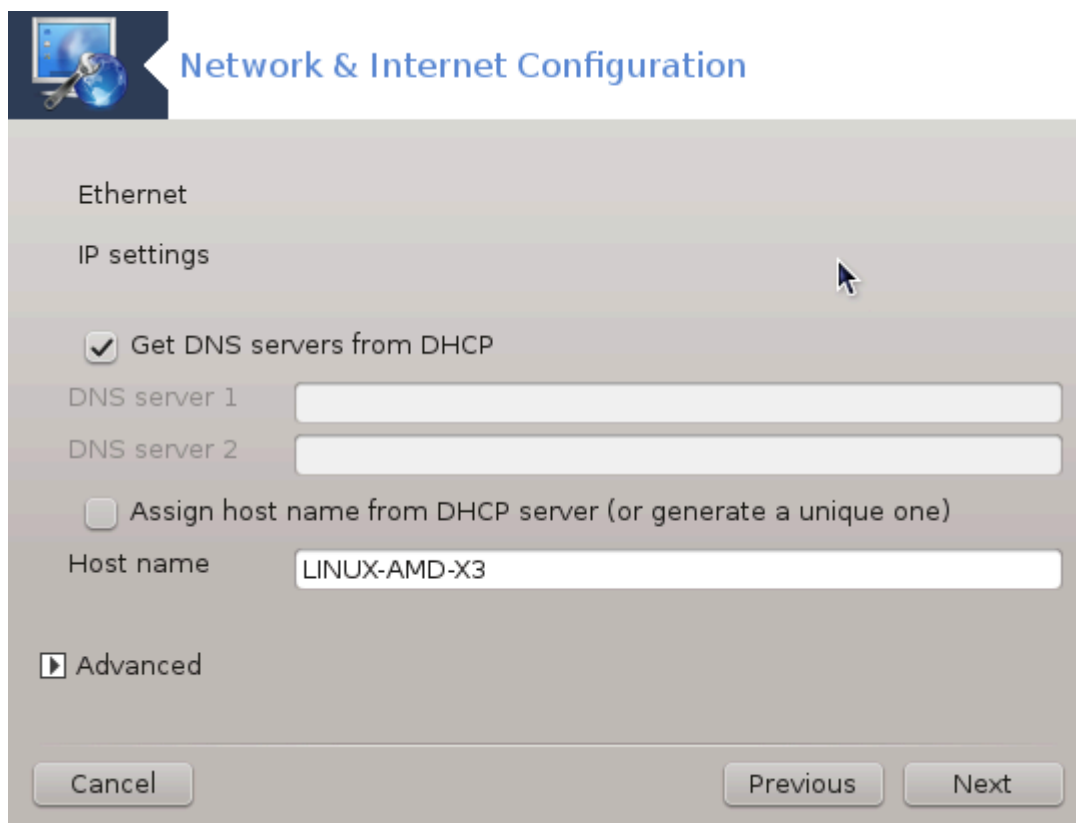 Network & Internet Configuration
Ethernet
IP settings
Get DNS servers from DHCP
DNS server 1
DNS server 2
Assign host name from DHCP server (or generate a unique one)
Host name LINUX-AMD-X3
Advanced
Cancel Previous Next